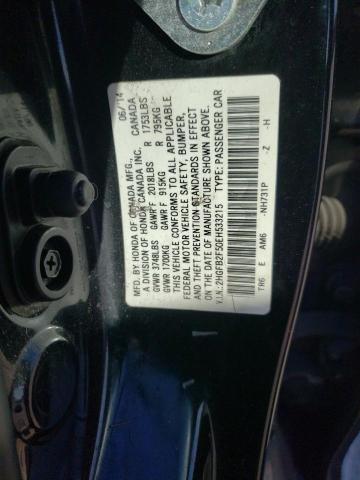 MFD. BY HONDA OF CANADA MFG., 06/14
A DIVISION OF HONDA CANADA INC. CANADA
GVWR 3748LBS GAWR F 2018LBS R 1753LBS
GVWR 1700KG GAWR F 915KG R 795KG
THIS VEHICLE CONFORMS TO ALL APPLICABLE
FEDERAL MOTOR VEHICLE SAFETY, BUMPER,
AND THEFT PREVENTION STANDARDS IN EFFECT
ON THE DATE OF MANUFACTURE SHOWN ABOVE.
V.I.N.: 2HGFB2F50EH533215 TYPE: PASSENGER CAR
TR6 E AM6 -NH731P -Z -H